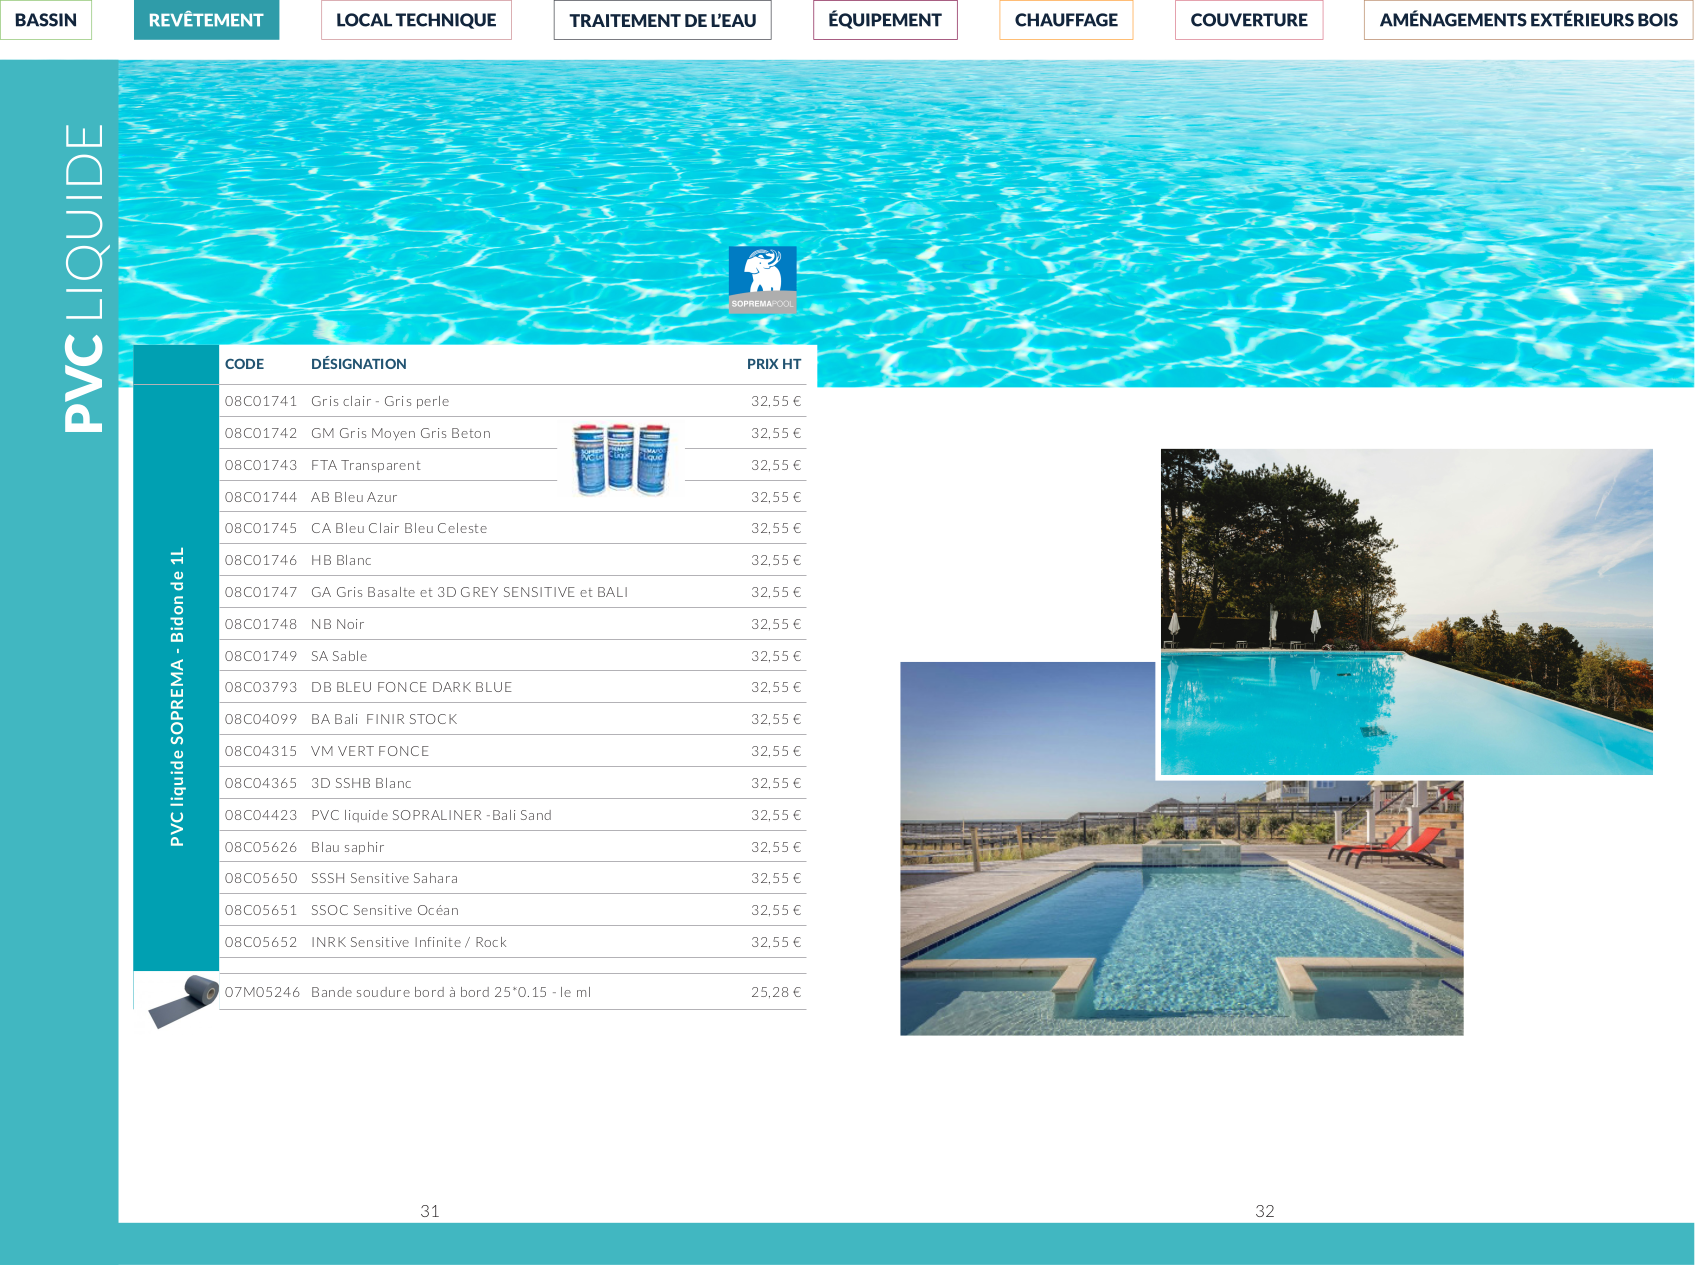 BASSIN
REVÊTEMENT
LOCAL TECHNIQUE
TRAITEMENT DE L'EAU
ÉQUIPEMENT
CHAUFFAGE
COUVERTURE
AMÉNAGEMENTS EXTÉRIEURS BOIS
PVC LIQUIDE
SOPREMAPOOL
CODE DÉSIGNATION PRIX HT
PVC liquide SOPREMA - Bidon de 1L
08C01741 Gris clair - Gris perle 32,55 €
08C01742 GM Gris Moyen Gris Beton 32,55 €
08C01743 FTA Transparent 32,55 €
08C01744 AB Bleu Azur 32,55 €
08C01745 CA Bleu Clair Bleu Celeste 32,55 €
08C01746 HB Blanc 32,55 €
08C01747 GA Gris Basalte et 3D GREY SENSITIVE et BALI 32,55 €
08C01748 NB Noir 32,55 €
08C01749 SA Sable 32,55 €
08C03793 DB BLEU FONCE DARK BLUE 32,55 €
08C04099 BA Bali FINIR STOCK 32,55 €
08C04315 VM VERT FONCE 32,55 €
08C04365 3D SSHB Blanc 32,55 €
08C04423 PVC liquide SOPRALINER -Bali Sand 32,55 €
08C05626 Blau saphir 32,55 €
08C05650 SSSH Sensitive Sahara 32,55 €
08C05651 SSOC Sensitive Océan 32,55 €
08C05652 INRK Sensitive Infinite / Rock 32,55 €
07M05246 Bande soudure bord à bord 25*0.15 - le ml 25,28 €
31
32